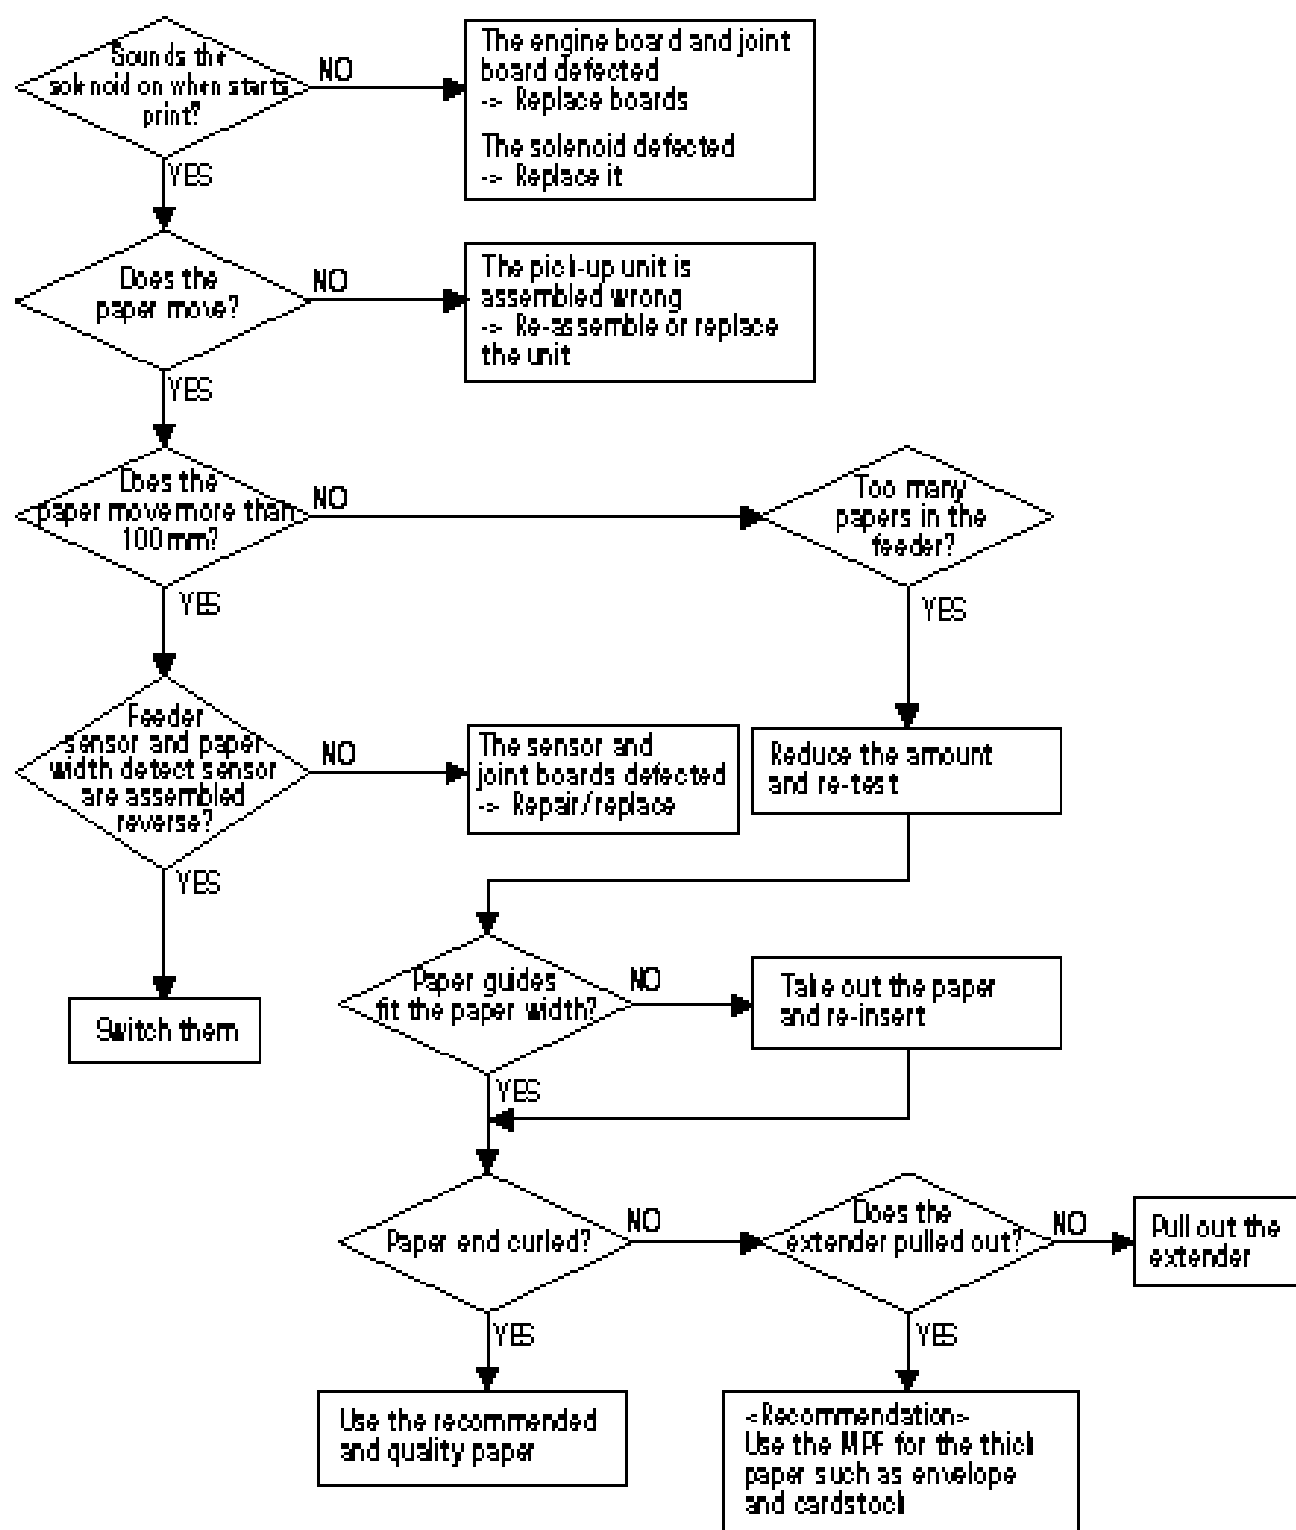 Sounds the
solenoid on when starts
print?
NO
The engine board and joint
board defected
-> Replace boards
The solenoid defected
-> Replace it
YES
Does the
paper move?
NO
The pick-up unit is
assembled wrong
-> Re-assemble or replace
the unit
YES
Does the
paper move more than
100mm?
NO
Too many
papers in the
feeder?
YES
YES
Feeder
sensor and paper
width detect sensor
are assembled
reverse?
NO
The sensor and
joint boards defected
-> Repair/replace
Reduce the amount
and re-test
YES
Switch them
Paper guides
fit the paper width?
NO
Take out the paper
and re-insert
YES
Paper end curled?
NO
Does the
extender pulled out?
NO
Pull out the
extender
YES
YES
Use the recommended
and quality paper
<Recommendation>
Use the MPF for the thick
paper such as envelope
and cardstock